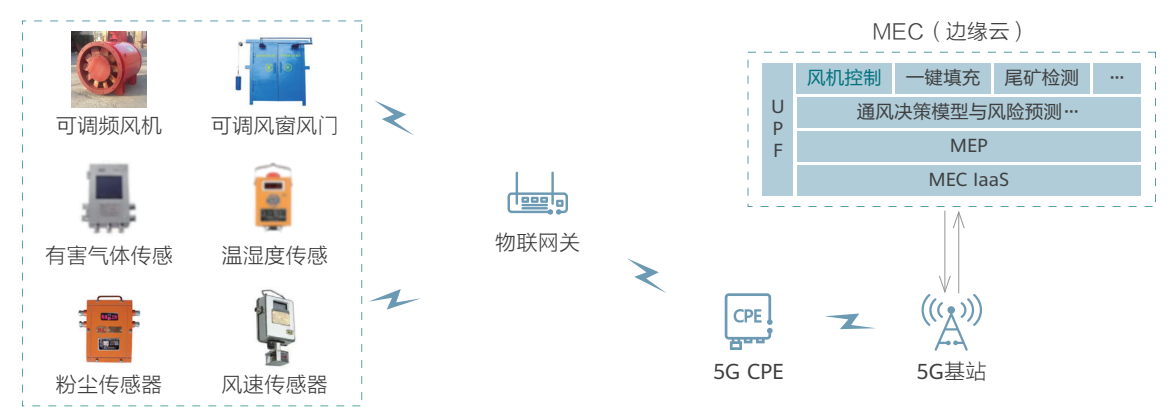 MEC（边缘云）
可调频风机
可调风窗风门
有害气体传感
温湿度传感
粉尘传感器
风速传感器
物联网关
CPE
5G CPE
5G基站
UPF
风机控制
一键填充
尾矿检测
···
通风决策模型与风险预测···
MEP
MEC IaaS